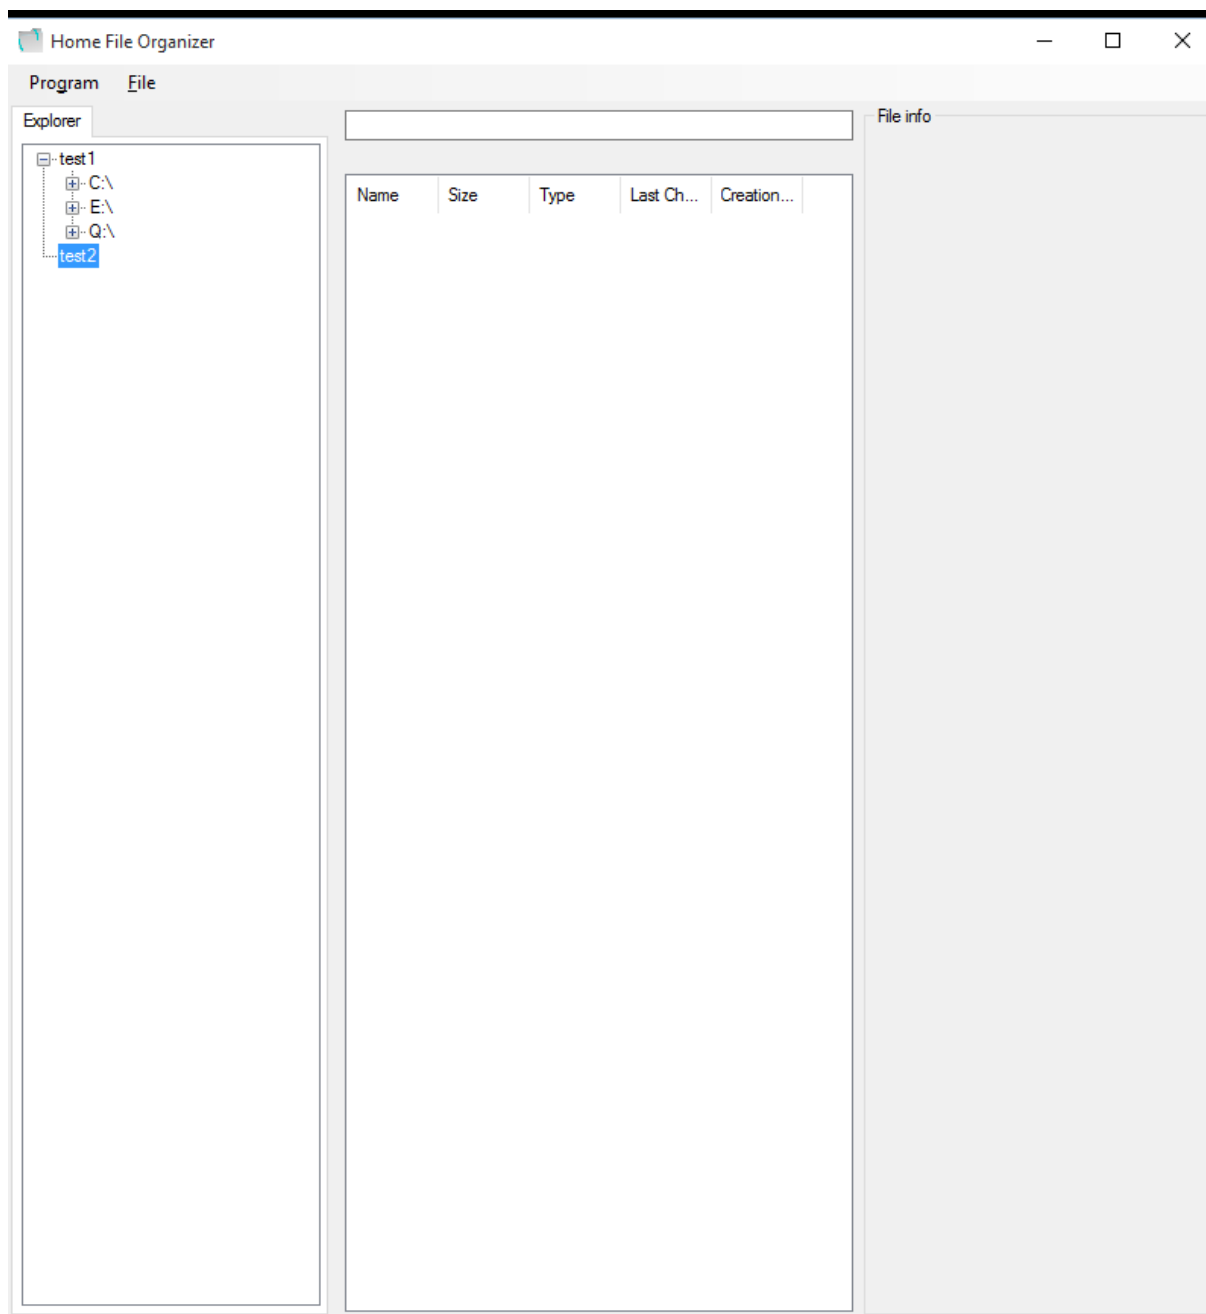 Home File Organizer
Program File
Explorer
File info
test1
C:\
E:\
Q:\
test2
Name Size Type Last Ch... Creation...